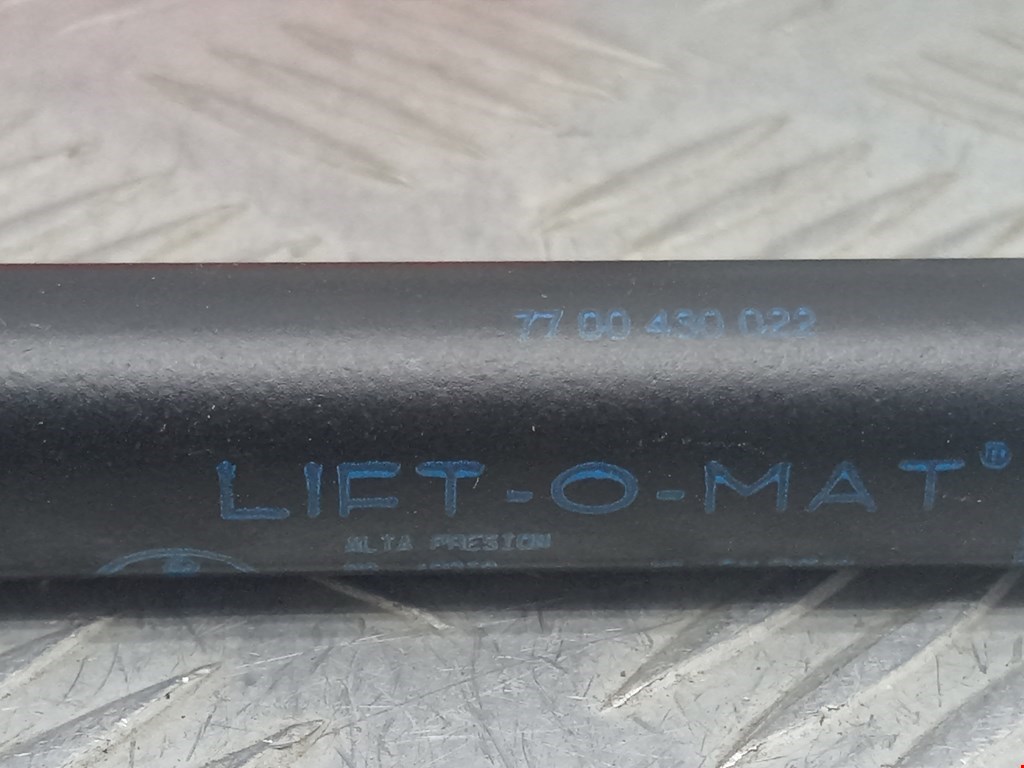 77 00 430 022
LIFT-O-MAT®
ALTA PRESION